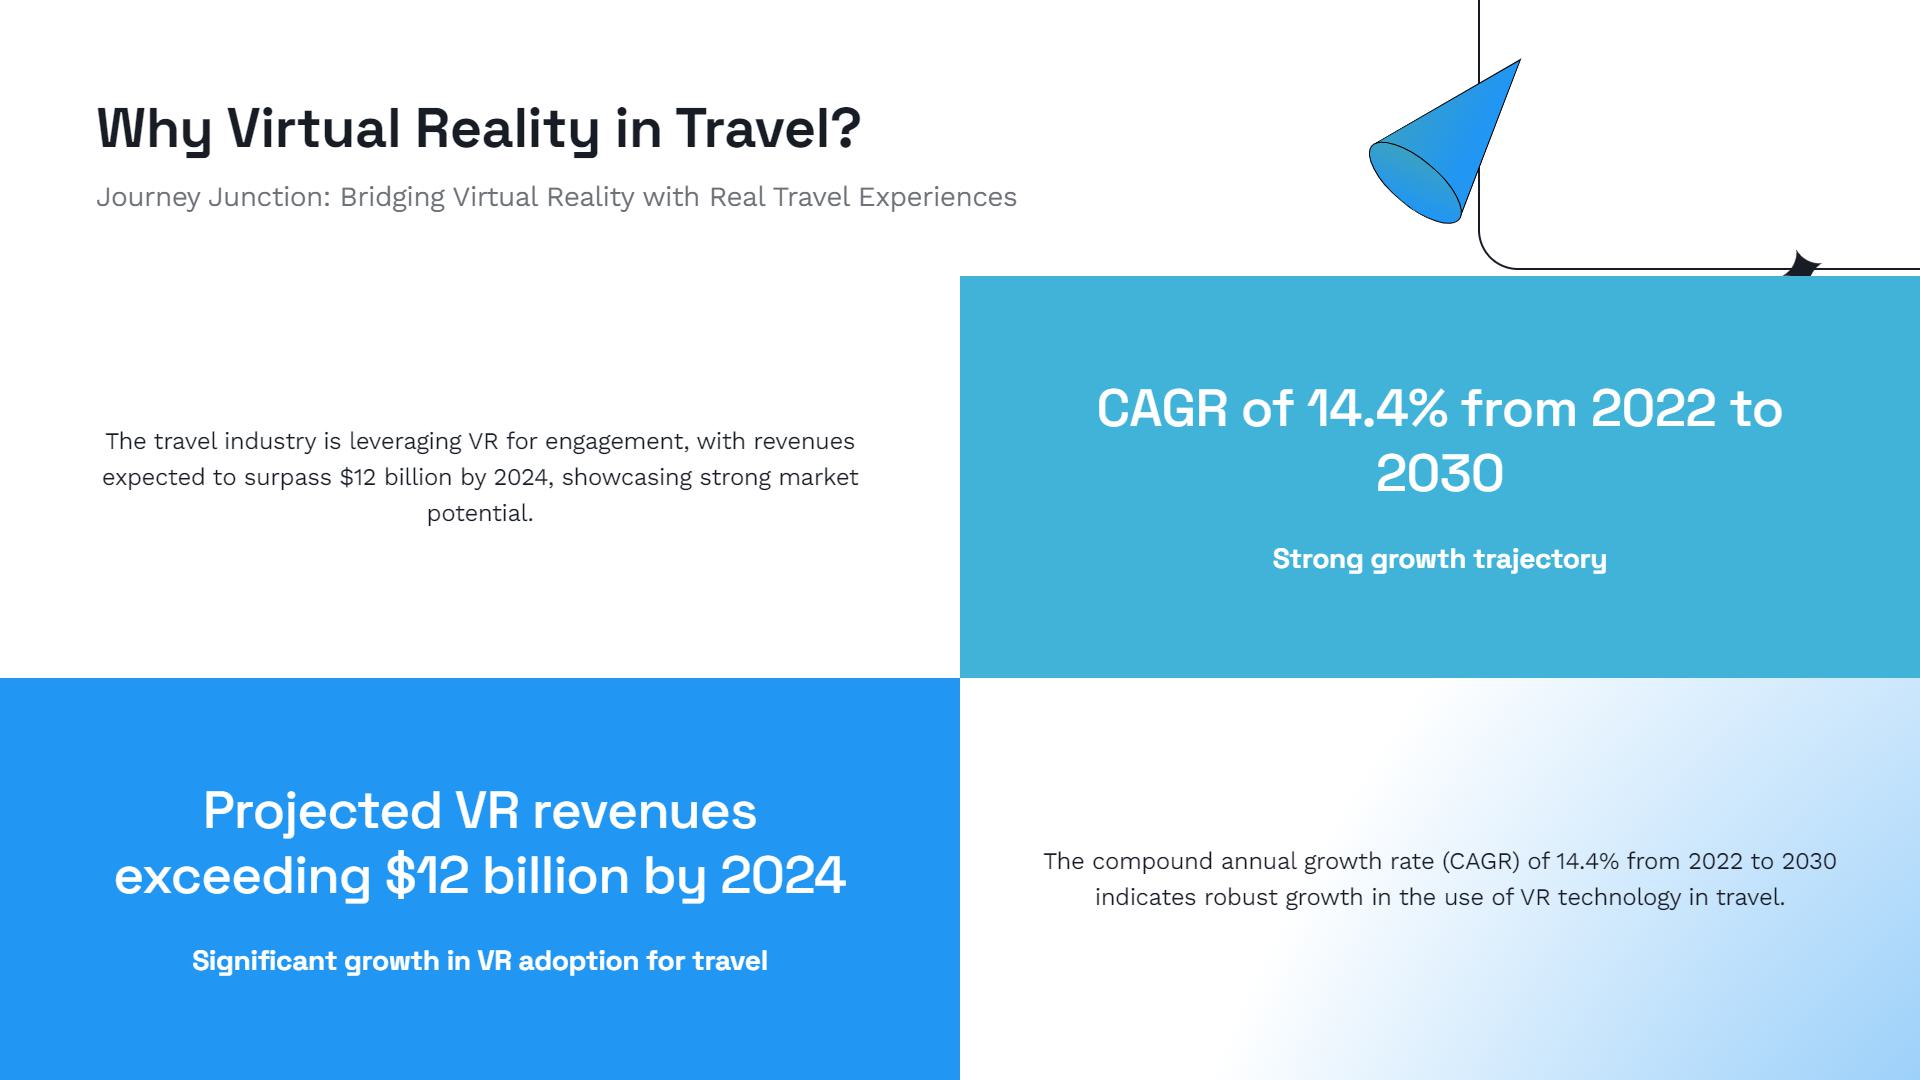 Why Virtual Reality in Travel?
Journey Junction: Bridging Virtual Reality with Real Travel Experiences
The travel industry is leveraging VR for engagement, with revenues
expected to surpass $12 billion by 2024, showcasing strong market
potential.
CAGR of 14.4% from 2022 to
2030
Strong growth trajectory
Projected VR revenues
exceeding $12 billion by 2024
Significant growth in VR adoption for travel
The compound annual growth rate (CAGR) of 14.4% from 2022 to 2030
indicates robust growth in the use of VR technology in travel.